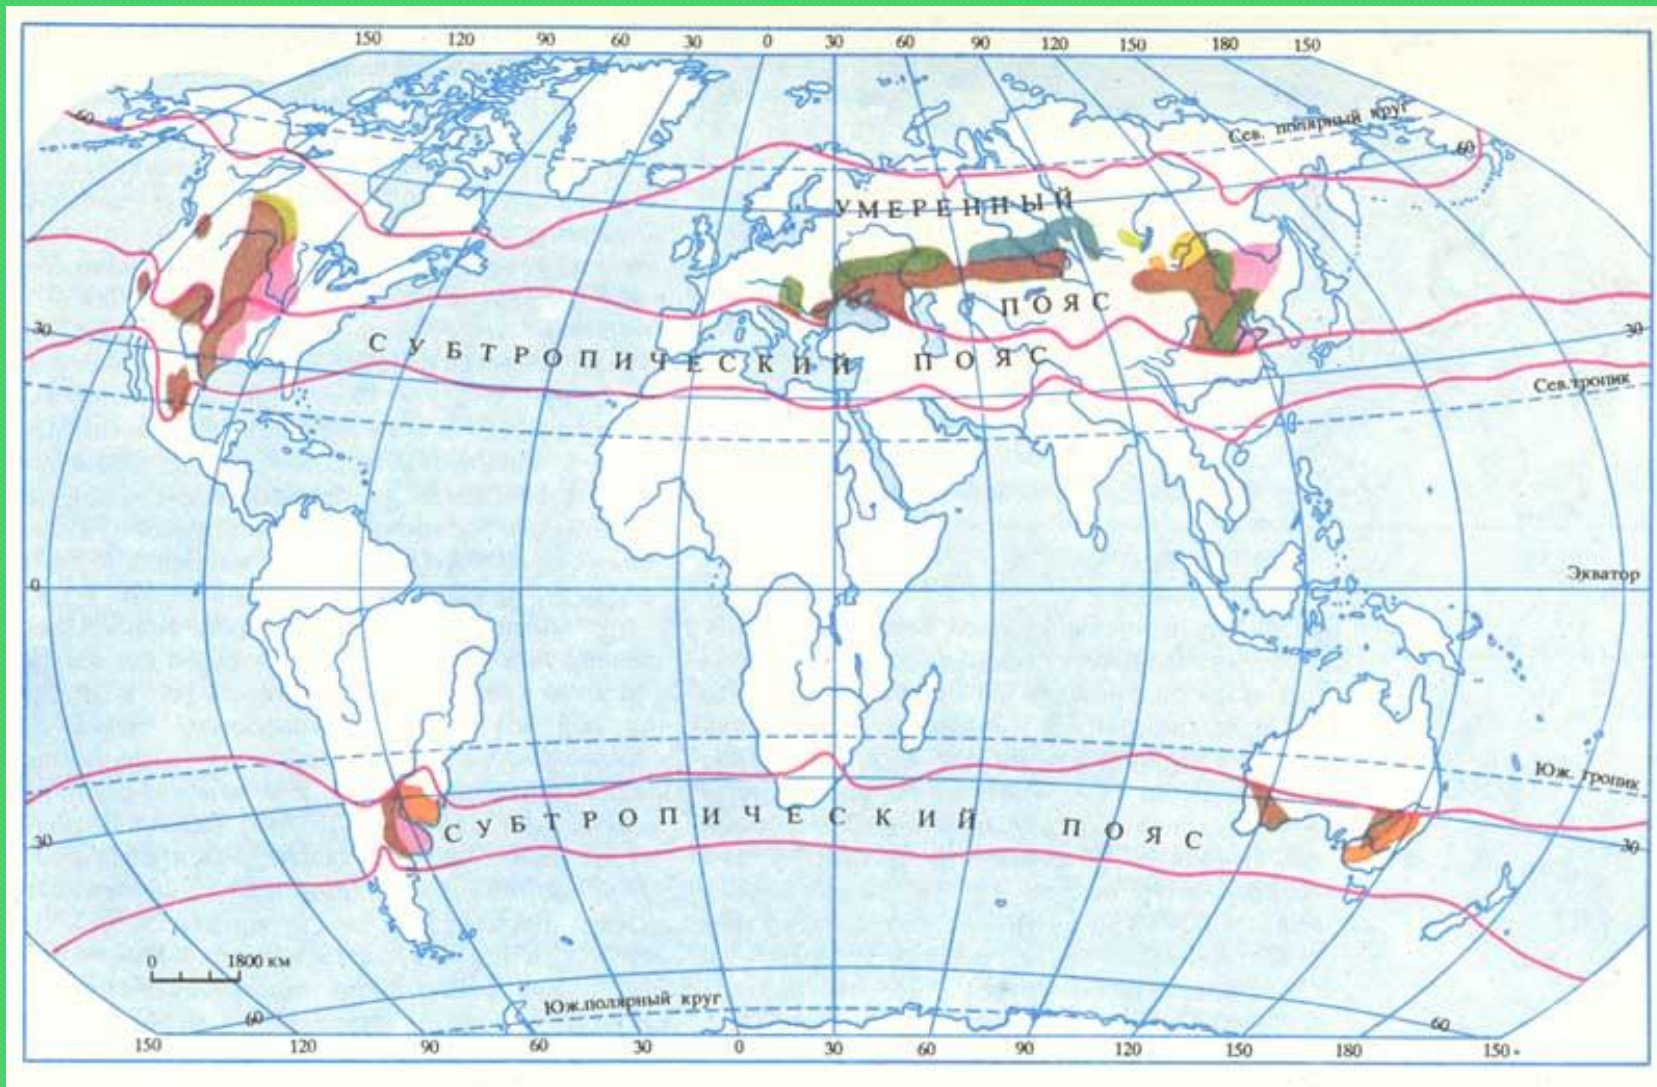 150 120 90 60 30 0 30 60 90 120 150 180 150
60
Сев. полярный круг
60
УМЕРЕННЫЙ
ПОЯС
30
30
СУБТРОПИЧЕСКИЙ ПОЯС
Сев.тропик
0
Экватор
Юж. тропик
СУБТРОПИЧЕСКИЙ ПОЯС
30
30
0 1800 км
Юж.полярный круг
60
60
150 120 90 60 30 0 30 60 90 120 150 180 150